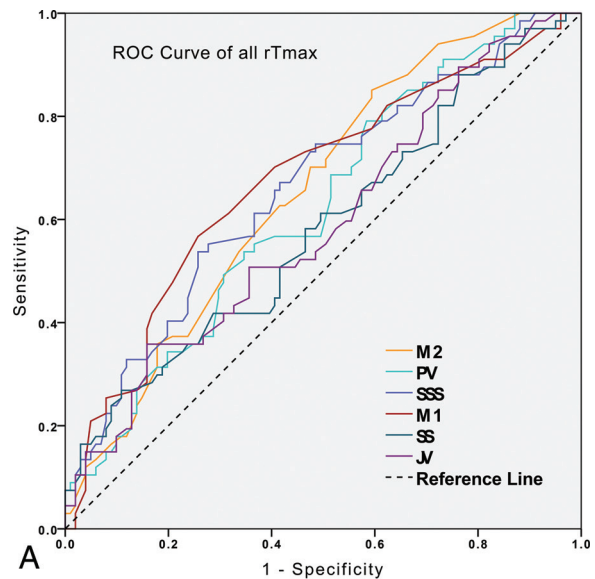 1.0
ROC Curve of all rTmax
0.8
0.6
Sensitivity
0.4
M2
PV
SSS
M1
SS
JV
Reference Line
0.2
0.0
0.0
0.2
0.4
0.6
0.8
1.0
A
1 - Specificity